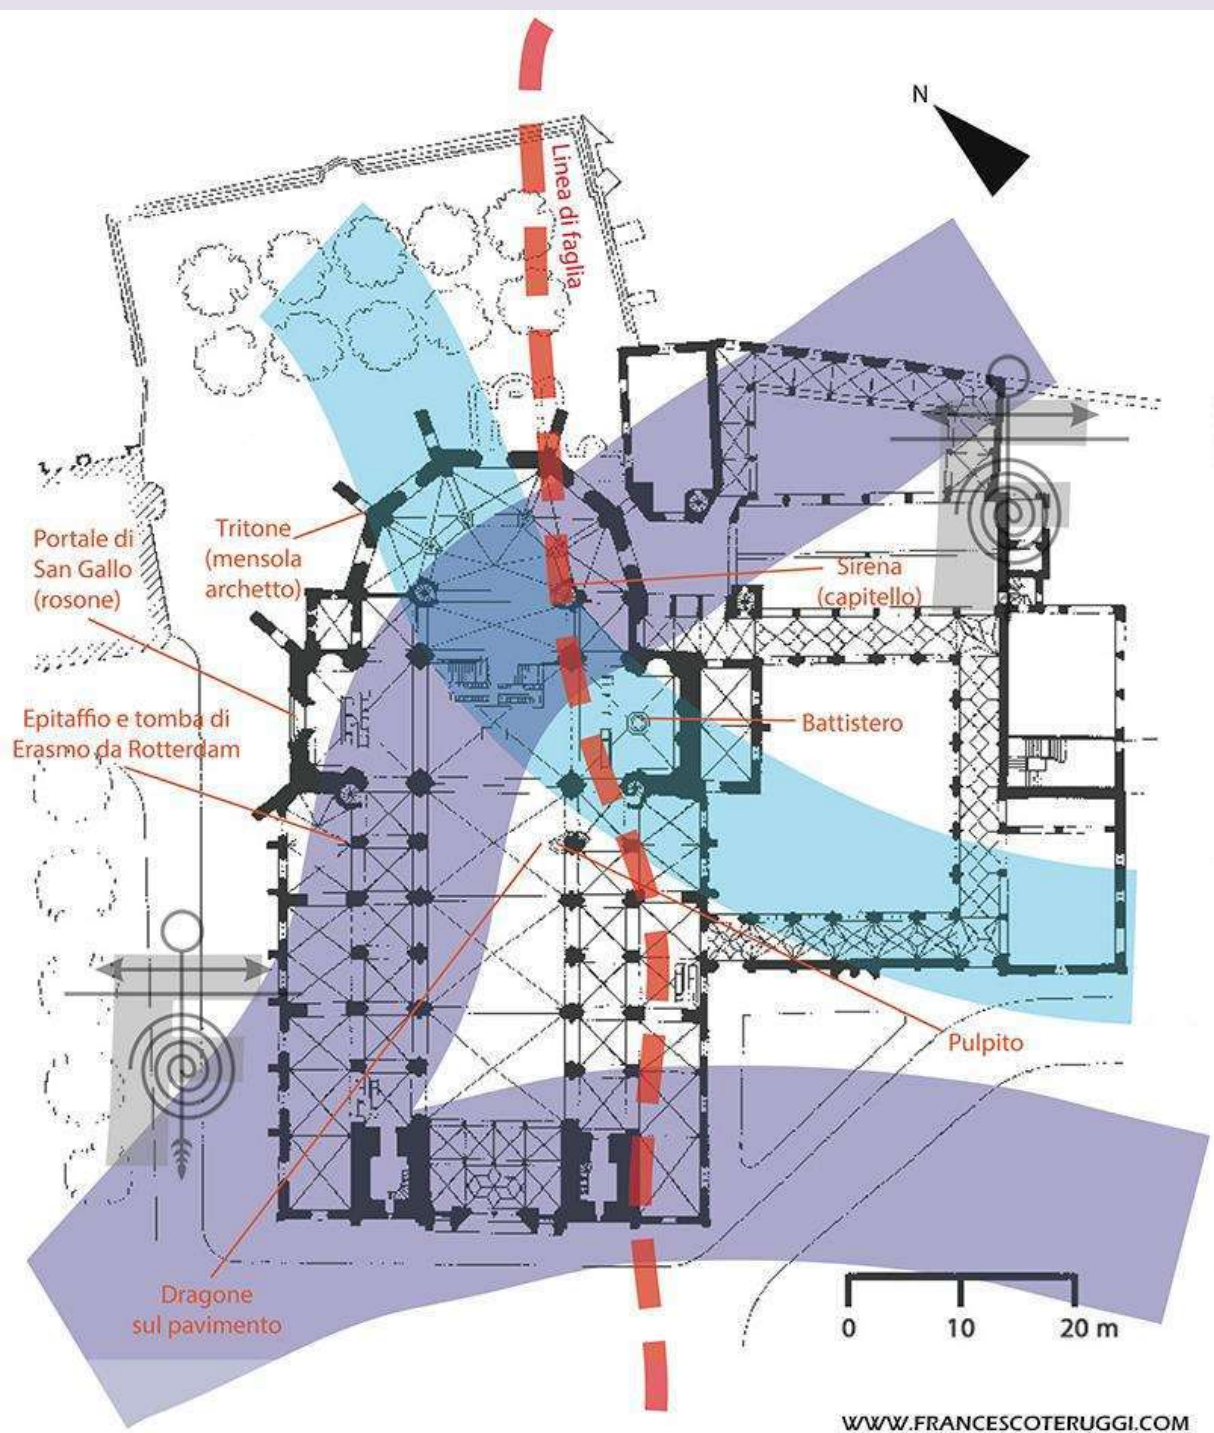 N
Linea di faglia
Portale di
San Gallo
(rosone)
Tritone
(mensola
archetto)
Sirena
(capitello)
Epitaffio e tomba di
Erasmo da Rotterdam
Battistero
Pulpito
Dragone
sul pavimento
0 10 20 m
WWW.FRANCESCOTERUGGI.COM